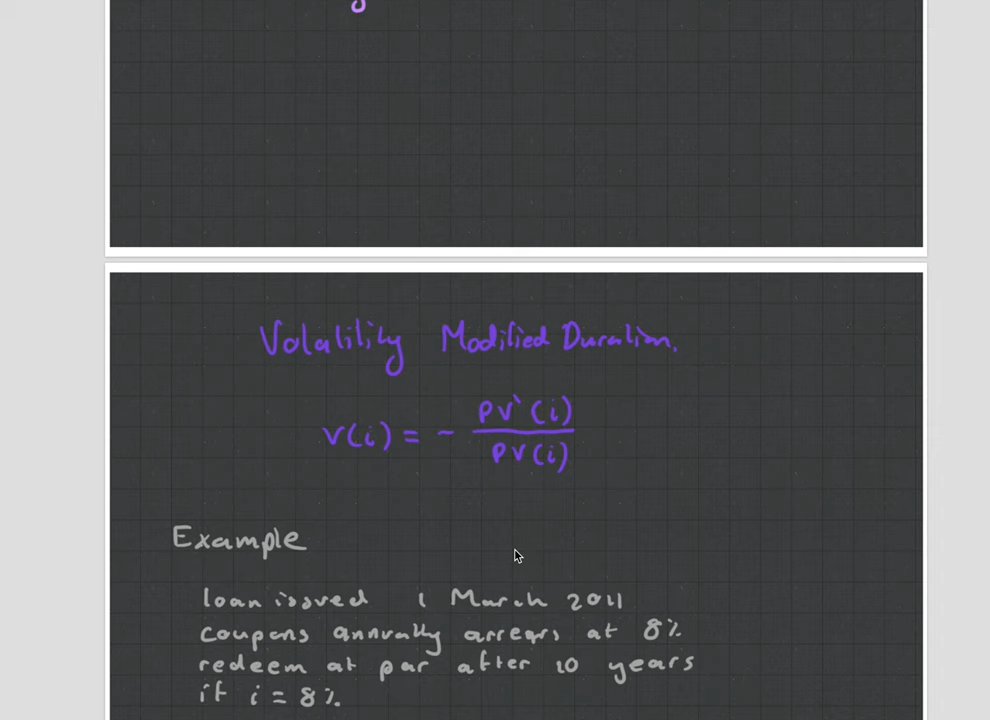 Volatility Modified Duration.
v(i) = - PV'(i) / PV(i)
Example
loan issued 1 March 2011
coupons annually arrears at 8%
redeem at par after 10 years
if i = 8%.